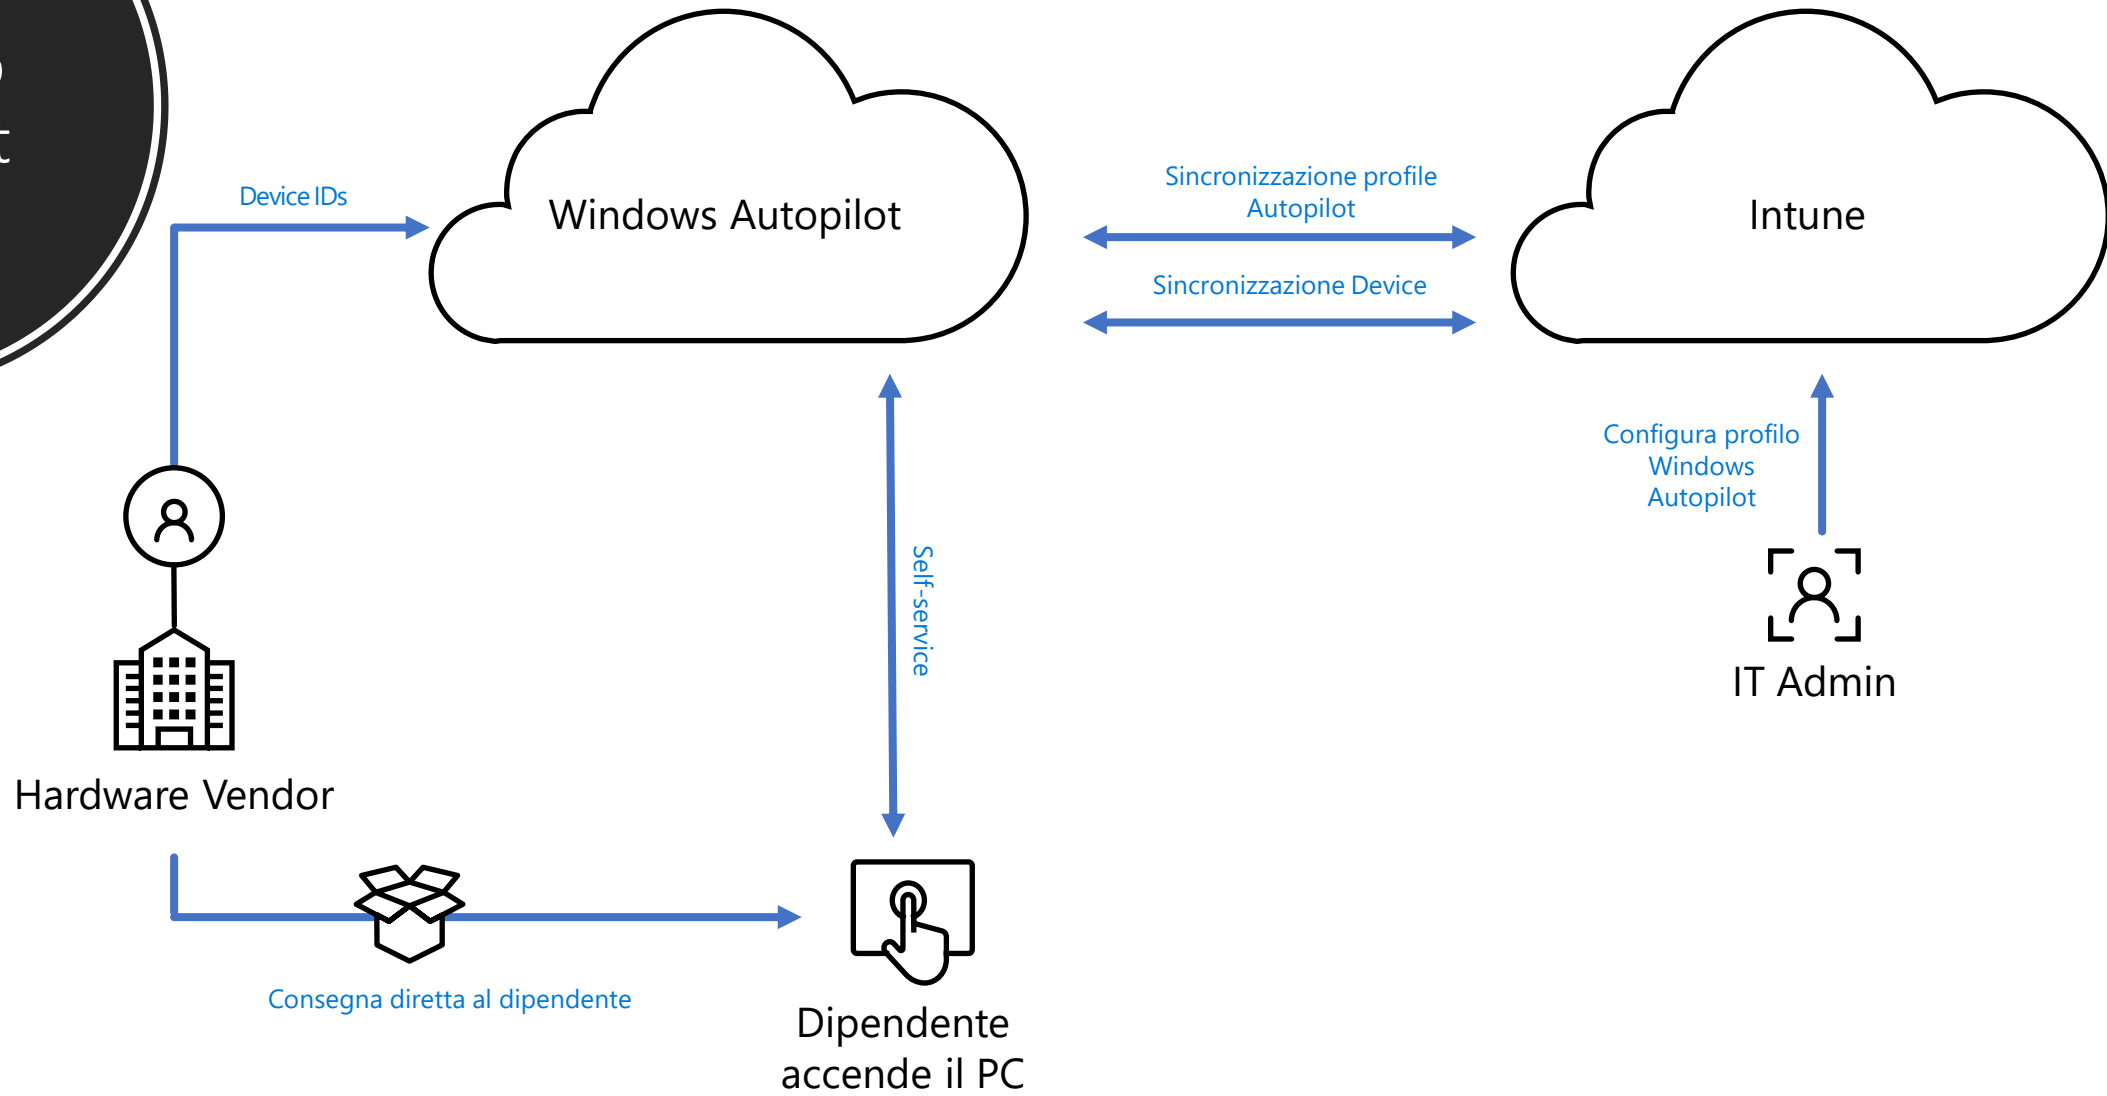 Device IDs
Windows Autopilot
Sincronizzazione profile
Autopilot
Sincronizzazione Device
Intune
Configura profilo
Windows
Autopilot
Self-service
IT Admin
Hardware Vendor
Consegna diretta al dipendente
Dipendente
accende il PC